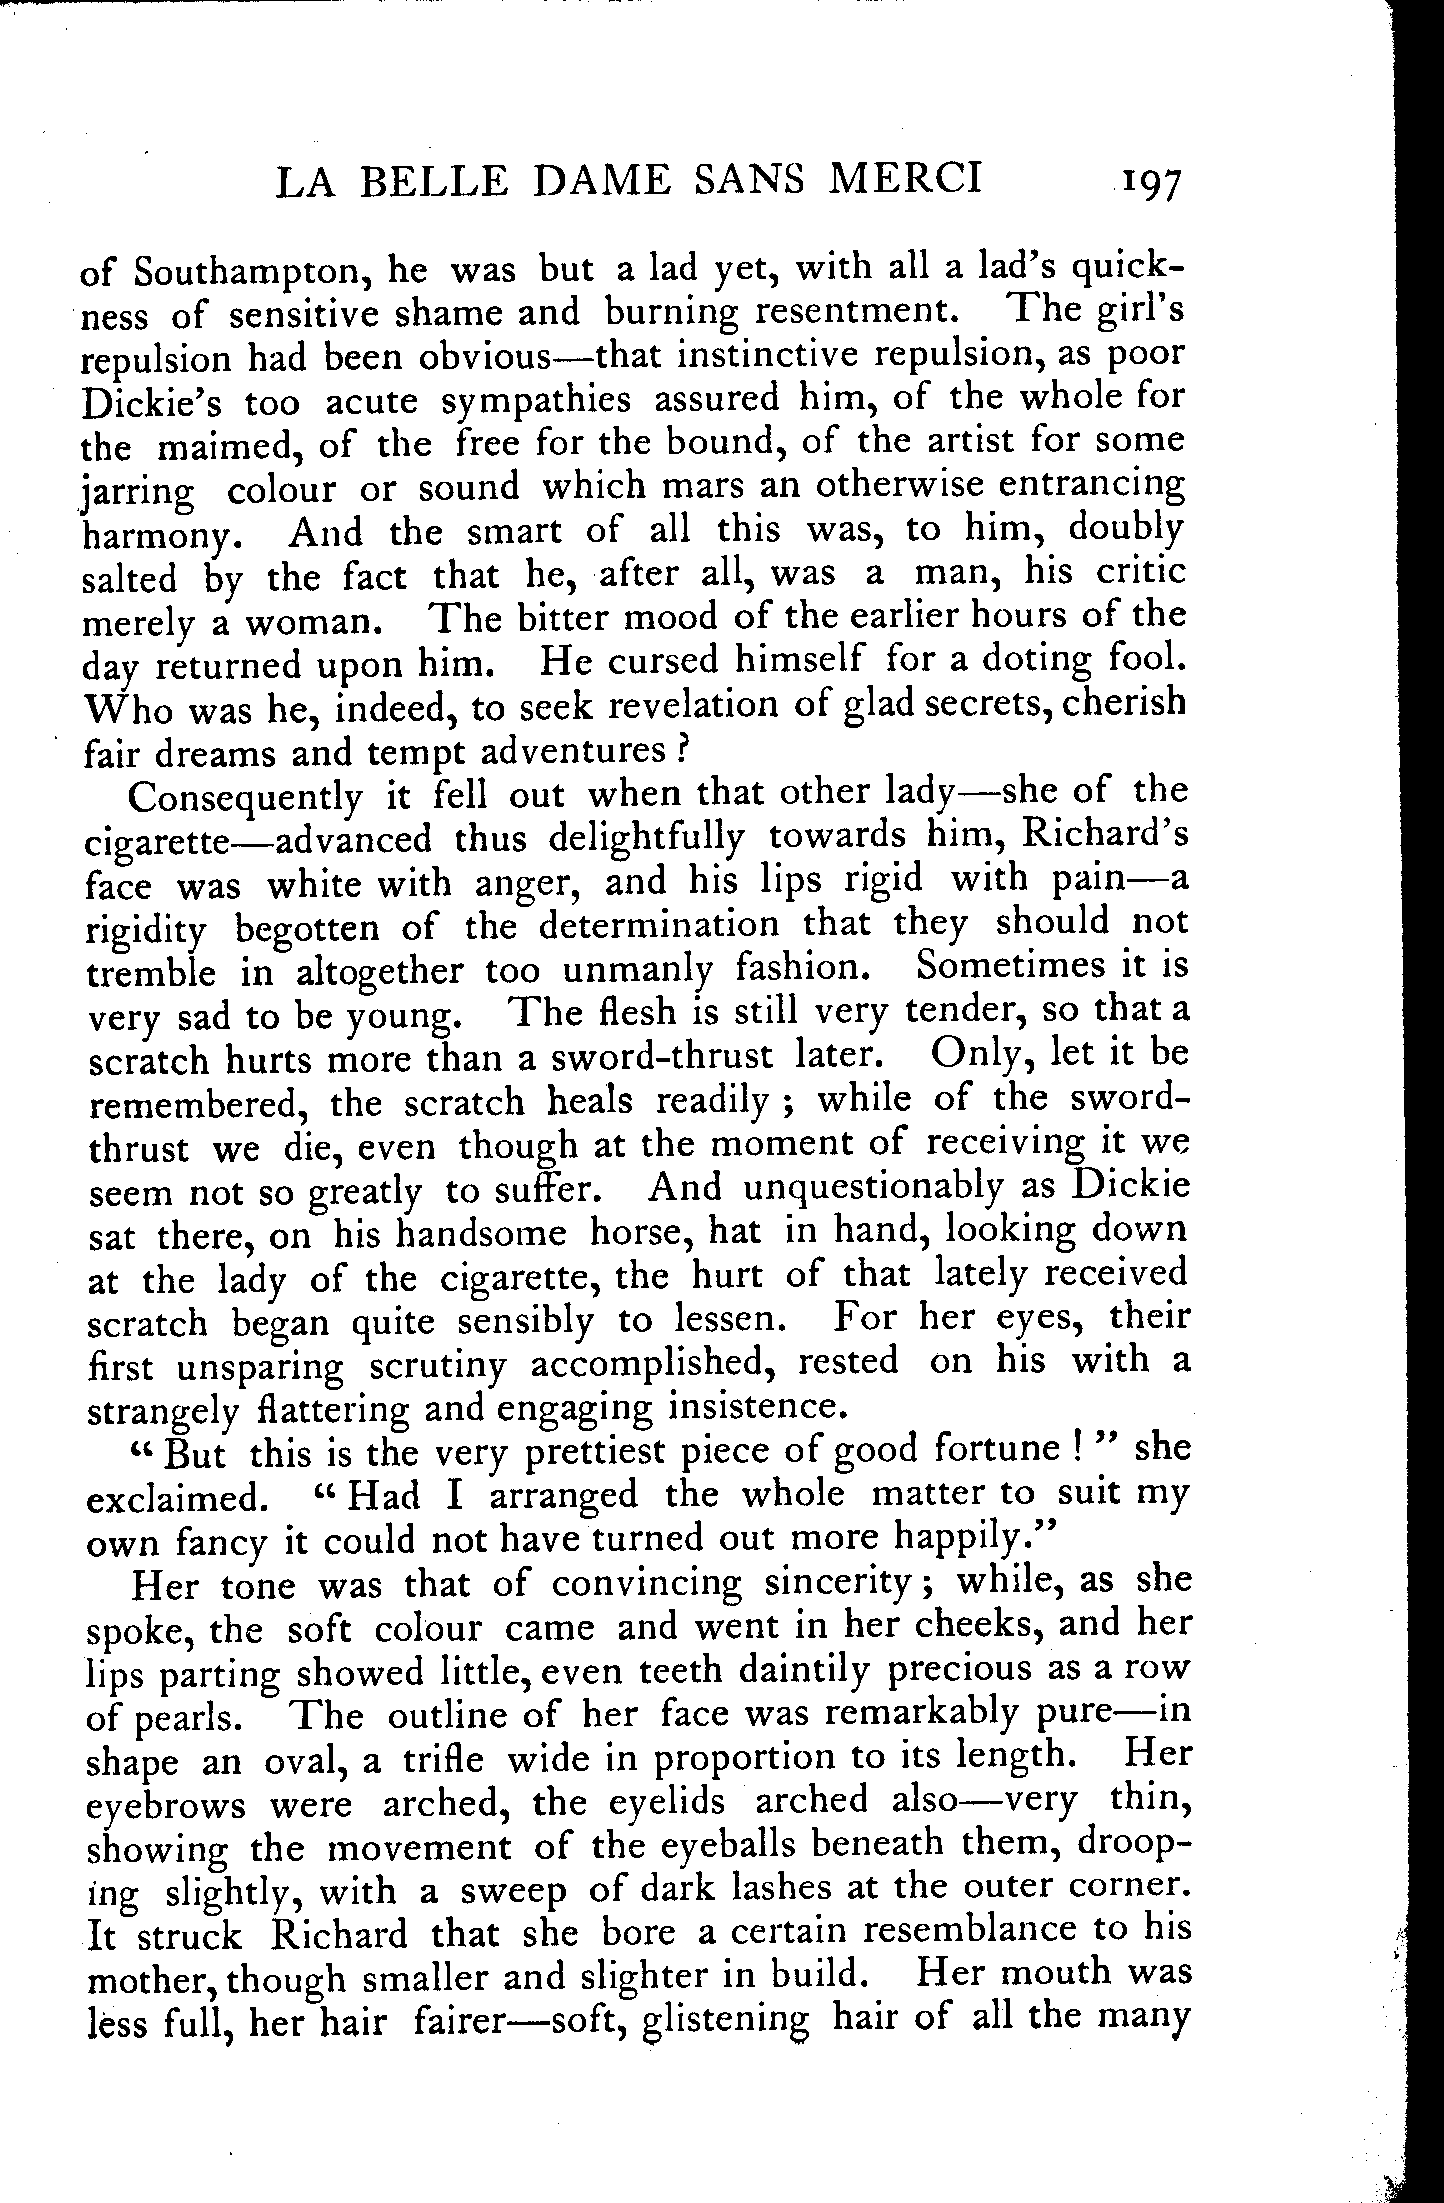 LA BELLE DAME SANS MERCI 197
of Southampton, he was but a lad yet, with all a lad's quick-
ness of sensitive shame and burning resentment. The girl's
repulsion had been obvious—that instinctive repulsion, as poor
Dickie's too acute sympathies assured him, of the whole for
the maimed, of the free for the bound, of the artist for some
jarring colour or sound which mars an otherwise entrancing
harmony. And the smart of all this was, to him, doubly
salted by the fact that he, after all, was a man, his critic
merely a woman. The bitter mood of the earlier hours of the
day returned upon him. He cursed himself for a doting fool.
Who was he, indeed, to seek revelation of glad secrets, cherish
fair dreams and tempt adventures ?
Consequently it fell out when that other lady—she of the
cigarette—advanced thus delightfully towards him, Richard's
face was white with anger, and his lips rigid with pain—a
rigidity begotten of the determination that they should not
tremble in altogether too unmanly fashion. Sometimes it is
very sad to be young. The flesh is still very tender, so that a
scratch hurts more than a sword-thrust later. Only, let it be
remembered, the scratch heals readily ; while of the sword-
thrust we die, even though at the moment of receiving it we
seem not so greatly to suffer. And unquestionably as Dickie
sat there, on his handsome horse, hat in hand, looking down
at the lady of the cigarette, the hurt of that lately received
scratch began quite sensibly to lessen. For her eyes, their
first unsparing scrutiny accomplished, rested on his with a
strangely flattering and engaging insistence.
“ But this is the very prettiest piece of good fortune ! ” she
exclaimed. “ Had I arranged the whole matter to suit my
own fancy it could not have turned out more happily.”
Her tone was that of convincing sincerity ; while, as she
spoke, the soft colour came and went in her cheeks, and her
lips parting showed little, even teeth daintily precious as a row
of pearls. The outline of her face was remarkably pure—in
shape an oval, a trifle wide in proportion to its length. Her
eyebrows were arched, the eyelids arched also—very thin,
showing the movement of the eyeballs beneath them, droop-
ing slightly, with a sweep of dark lashes at the outer corner.
It struck Richard that she bore a certain resemblance to his
mother, though smaller and slighter in build. Her mouth was
less full, her hair fairer—soft, glistening hair of all the many